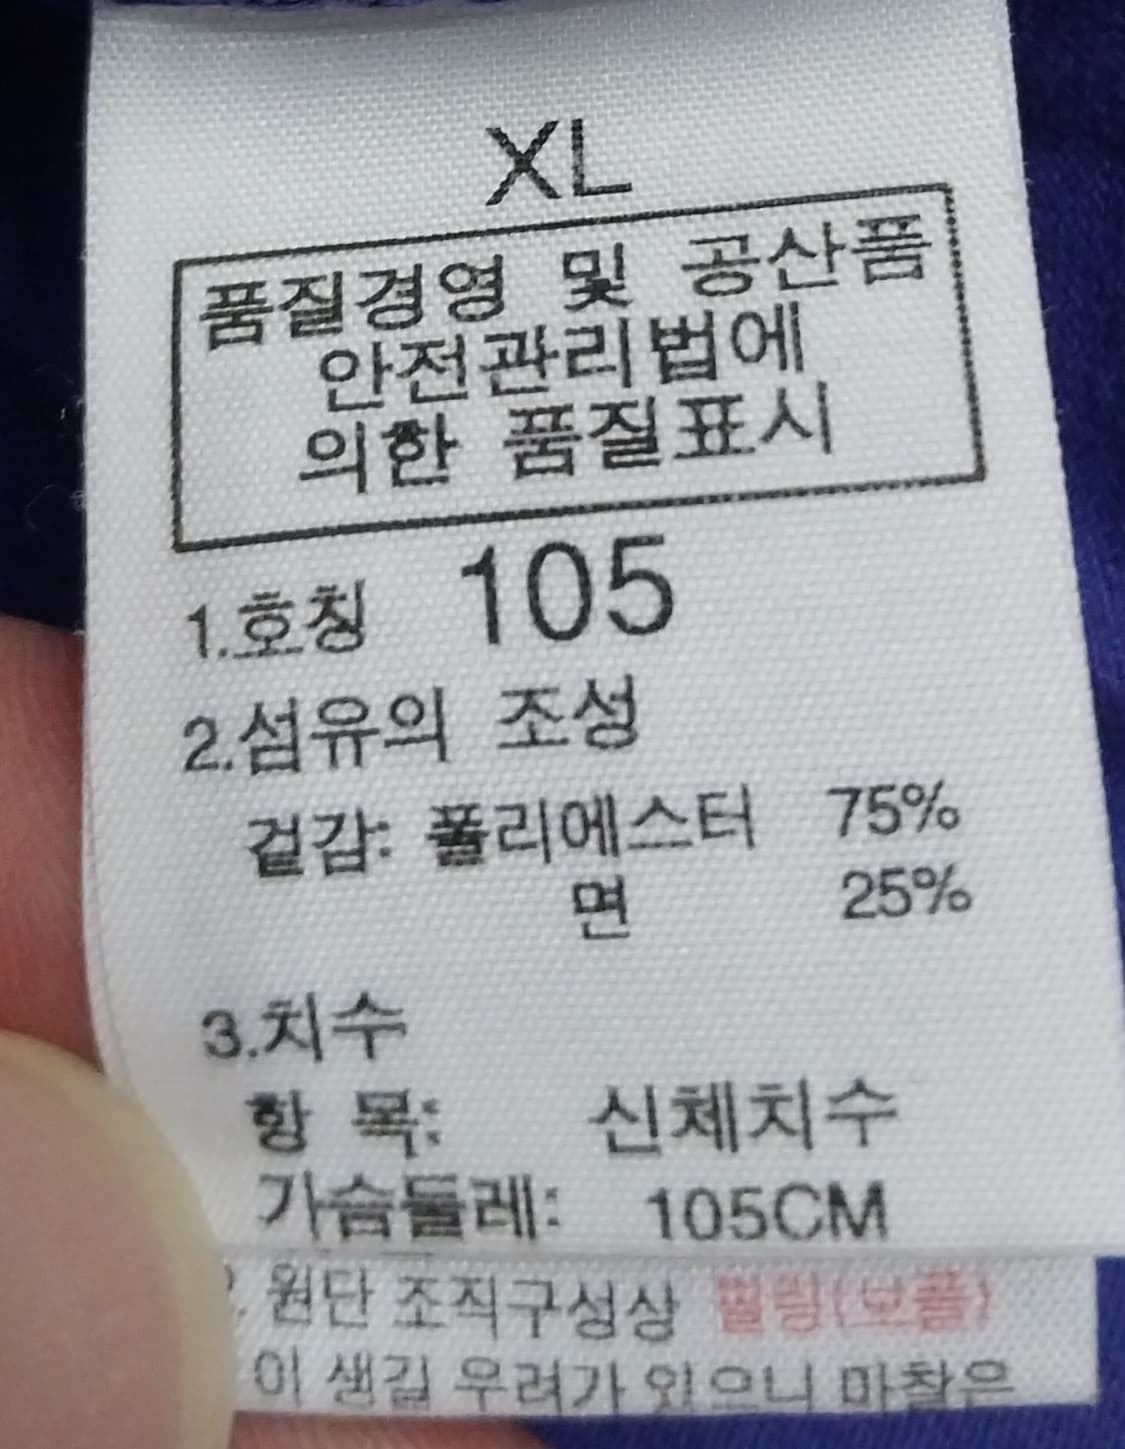 XL
품질경영 및 공산품
안전관리법에
의한 품질표시
1.호칭 105
2.섬유의 조성
겉감: 폴리에스터 75%
면 25%
3.치수
항 목: 신체치수
가슴둘레: 105CM
2. 원단 조직구성상 필링(보풀)
이 생길 우려가 있으니 마찰은